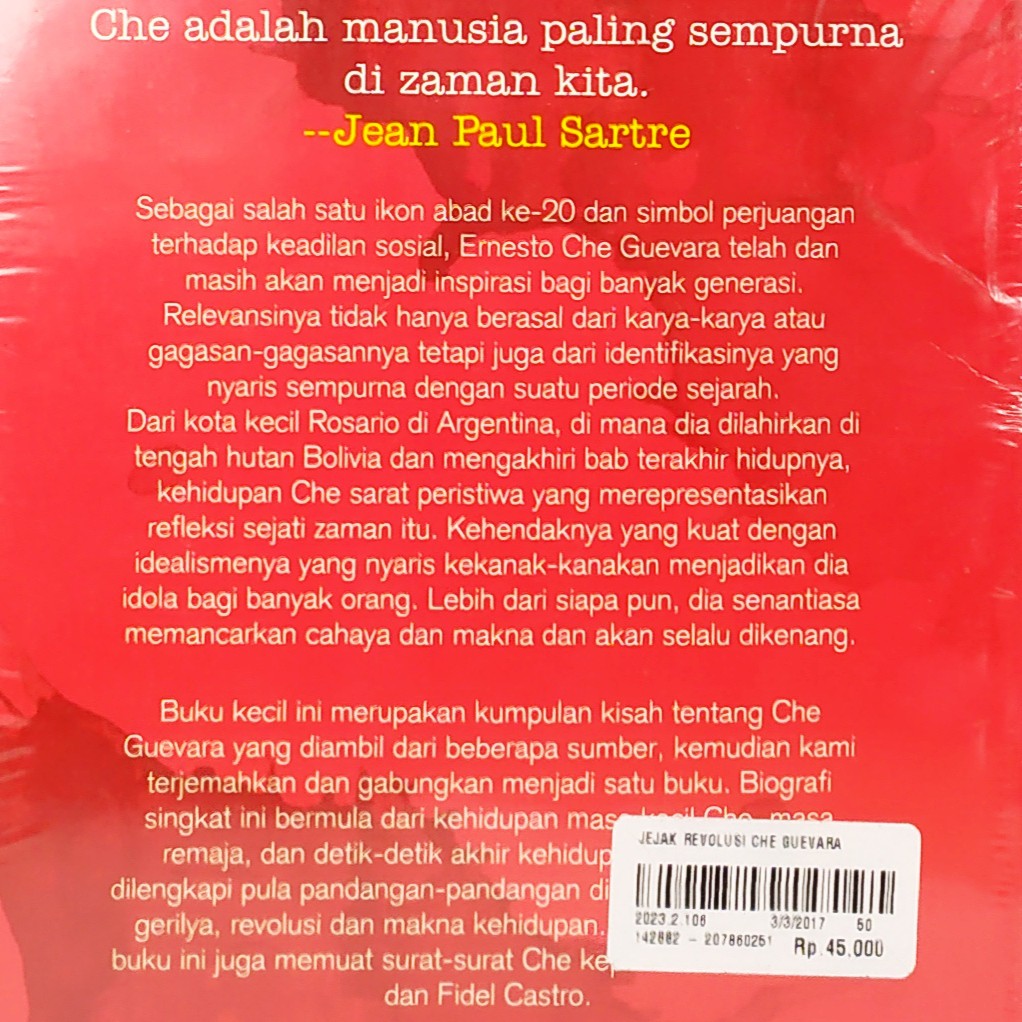 Che adalah manusia paling sempurna
di zaman kita.
--Jean Paul Sartre
Sebagai salah satu ikon abad ke-20 dan simbol perjuangan
terhadap keadilan sosial, Ernesto Che Guevara telah dan
masih akan menjadi inspirasi bagi banyak generasi.
Relevansinya tidak hanya berasal dari karya-karya atau
gagasan-gagasannya tetapi juga dari identifikasinya yang
nyaris sempurna dengan suatu periode sejarah.
Dari kota kecil Rosario di Argentina, di mana dia dilahirkan di
tengah hutan Bolivia dan mengakhiri bab terakhir hidupnya,
kehidupan Che sarat peristiwa yang merepresentasikan
refleksi sejati zaman itu. Kehendaknya yang kuat dengan
idealismenya yang nyaris kekanak-kanakan menjadikan dia
idola bagi banyak orang. Lebih dari siapa pun, dia senantiasa
memancarkan cahaya dan makna dan akan selalu dikenang.
Buku kecil ini merupakan kumpulan kisah tentang Che
Guevara yang diambil dari beberapa sumber, kemudian kami
terjemahkan dan gabungkan menjadi satu buku. Biografi
singkat ini bermula dari kehidupan masa kecil Che, masa
remaja, dan detik-detik akhir
dilengkapi pula pandangan-pandangan
gerilya, revolusi dan makna kehidupan.
buku ini juga memuat surat-surat Che
dan Fidel Castro.
JEJAK REVOLUSI CHE GUEVARA
2023.2.106 3/3/2017 50
142882 - 207860251 Rp. 45.000